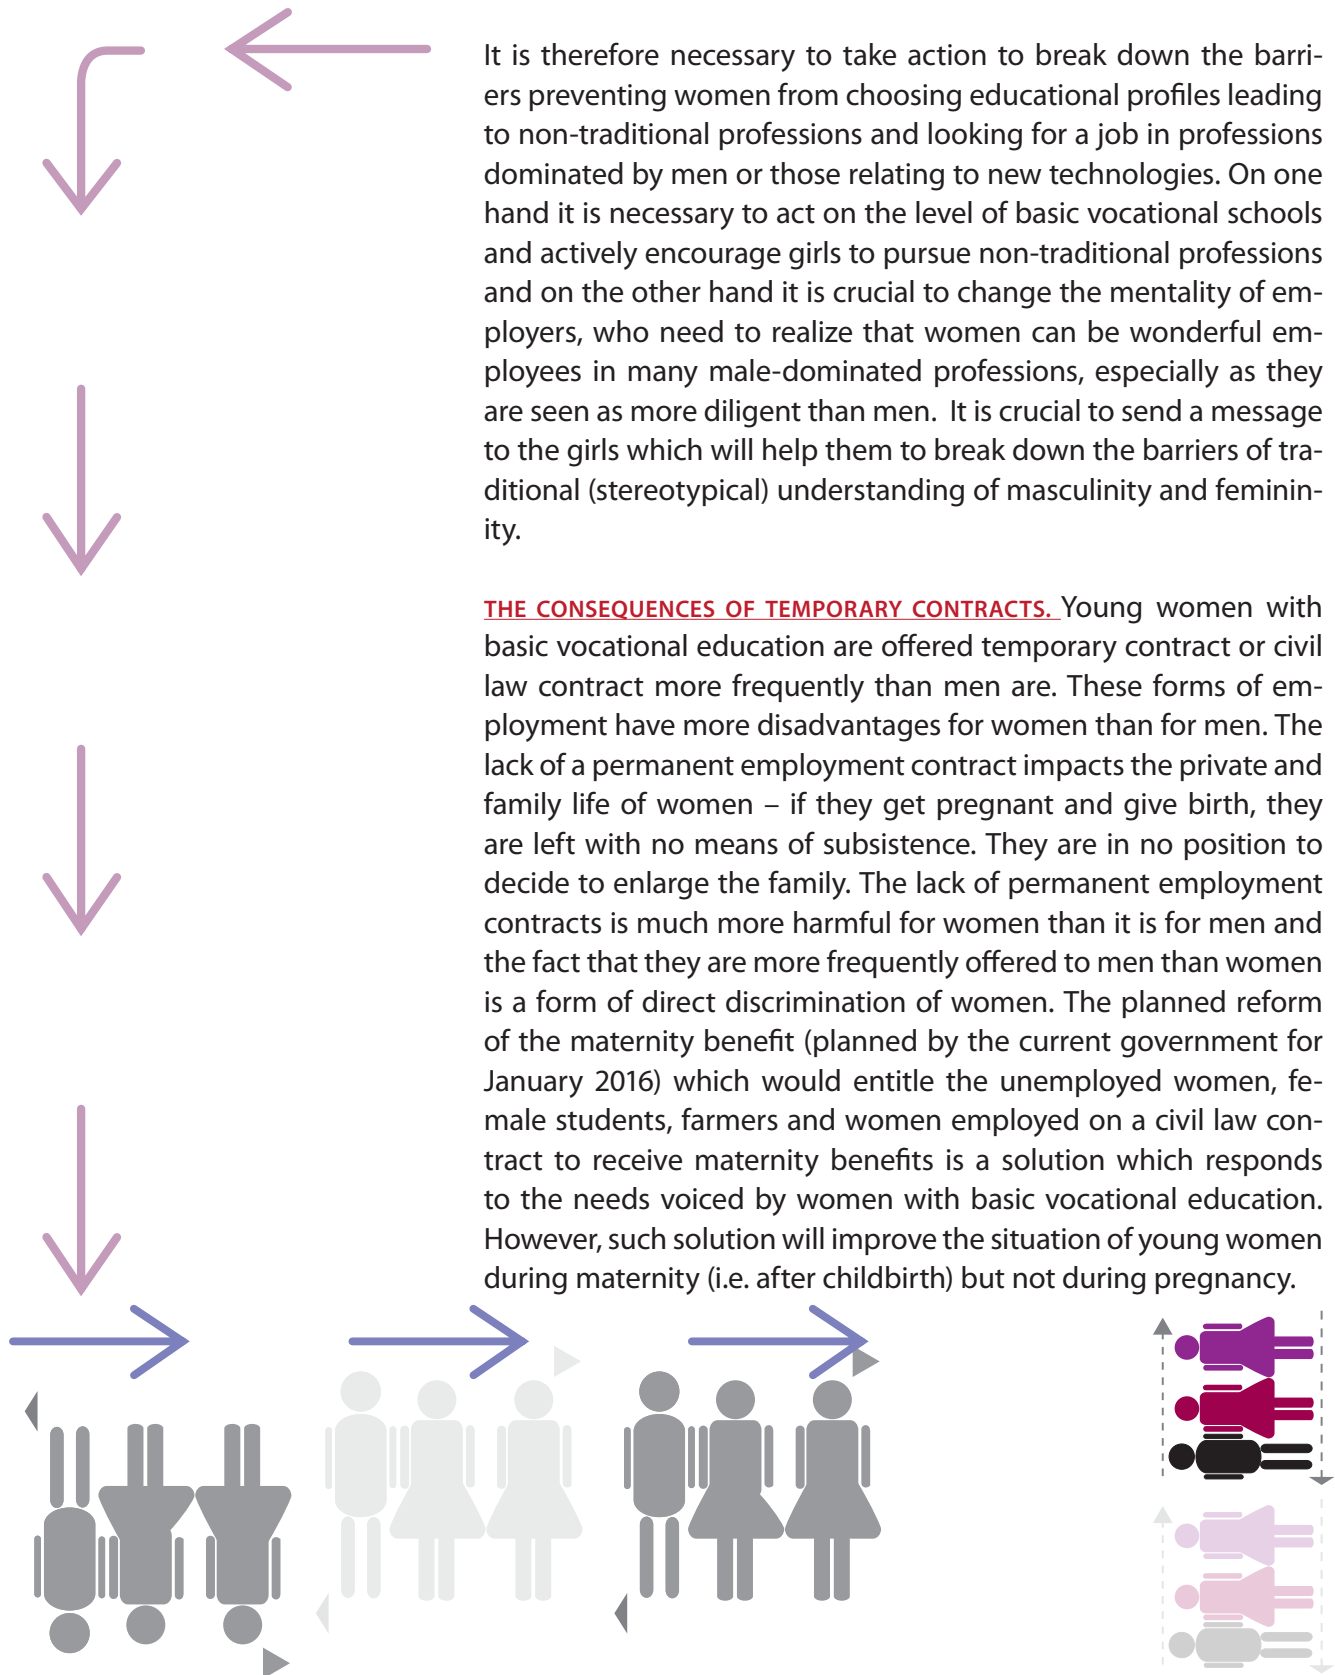 It is therefore necessary to take action to break down the barri-
ers preventing women from choosing educational profiles leading
to non-traditional professions and looking for a job in professions
dominated by men or those relating to new technologies. On one
hand it is necessary to act on the level of basic vocational schools
and actively encourage girls to pursue non-traditional professions
and on the other hand it is crucial to change the mentality of em-
ployers, who need to realize that women can be wonderful em-
ployees in many male-dominated professions, especially as they
are seen as more diligent than men.  It is crucial to send a message
to the girls which will help them to break down the barriers of tra-
ditional (stereotypical) understanding of masculinity and feminin-
ity.
THE CONSEQUENCES OF TEMPORARY CONTRACTS. Young women with
basic vocational education are offered temporary contract or civil
law contract more frequently than men are. These forms of em-
ployment have more disadvantages for women than for men. The
lack of a permanent employment contract impacts the private and
family life of women – if they get pregnant and give birth, they
are left with no means of subsistence. They are in no position to
decide to enlarge the family. The lack of permanent employment
contracts is much more harmful for women than it is for men and
the fact that they are more frequently offered to men than women
is a form of direct discrimination of women. The planned reform
of the maternity benefit (planned by the current government for
January 2016) which would entitle the unemployed women, fe-
male students, farmers and women employed on a civil law con-
tract to receive maternity benefits is a solution which responds
to the needs voiced by women with basic vocational education.
However, such solution will improve the situation of young women
during maternity (i.e. after childbirth) but not during pregnancy.